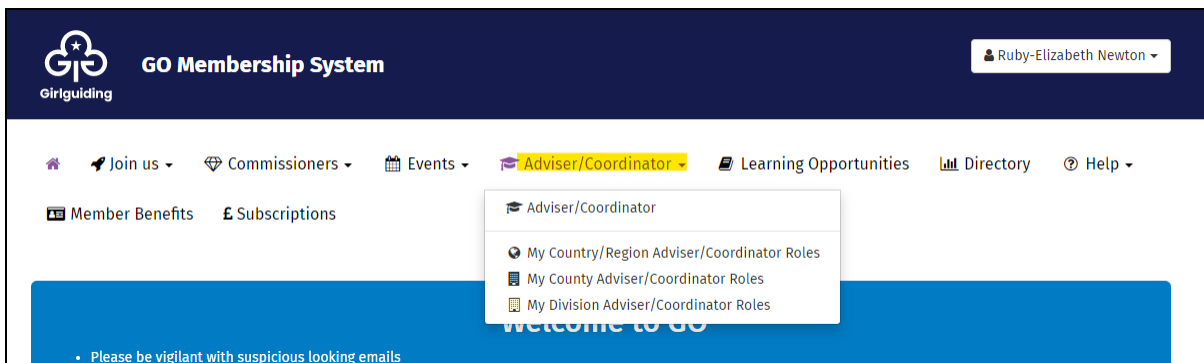 Girlguiding
GO Membership System
Ruby-Elizabeth Newton
Join us
Commissioners
Events
Adviser/Coordinator
Learning Opportunities
Directory
Help
Member Benefits
£ Subscriptions
Adviser/Coordinator
My Country/Region Adviser/Coordinator Roles
My County Adviser/Coordinator Roles
My Division Adviser/Coordinator Roles
Welcome to GO
• Please be vigilant with suspicious looking emails